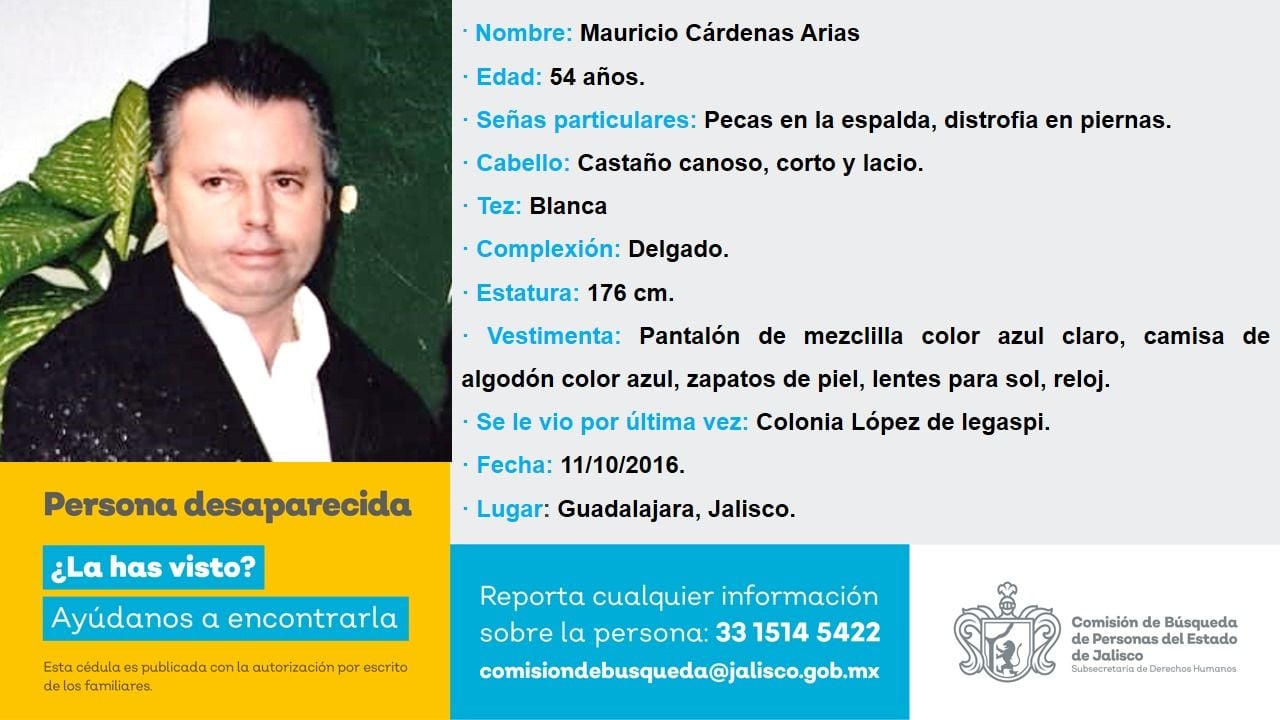 · Nombre: Mauricio Cárdenas Arias
· Edad: 54 años.
· Señas particulares: Pecas en la espalda, distrofia en piernas.
· Cabello: Castaño canoso, corto y lacio.
· Tez: Blanca
· Complexión: Delgado.
· Estatura: 176 cm.
· Vestimenta: Pantalón de mezclilla color azul claro, camisa de
algodón color azul, zapatos de piel, lentes para sol, reloj.
· Se le vio por última vez: Colonia López de legaspi.
· Fecha: 11/10/2016.
· Lugar: Guadalajara, Jalisco.
Persona desaparecida
¿La has visto?
Ayúdanos a encontrarla
Esta cédula es publicada con la autorización por escrito
de los familiares.
Reporta cualquier información
sobre la persona: 33 1514 5422
comisiondebusqueda@jalisco.gob.mx
Comisión de Búsqueda
de Personas del Estado
de Jalisco
Subsecretaría de Derechos Humanos